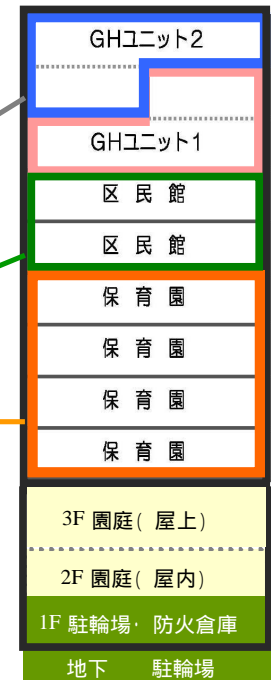 GHユニット2
GHユニット1
区 民 館
区 民 館
保 育 園
保 育 園
保 育 園
保 育 園
3F 園庭( 屋上)
2F 園庭( 屋内)
1F 駐輪場・ 防火倉庫
地下 駐輪場